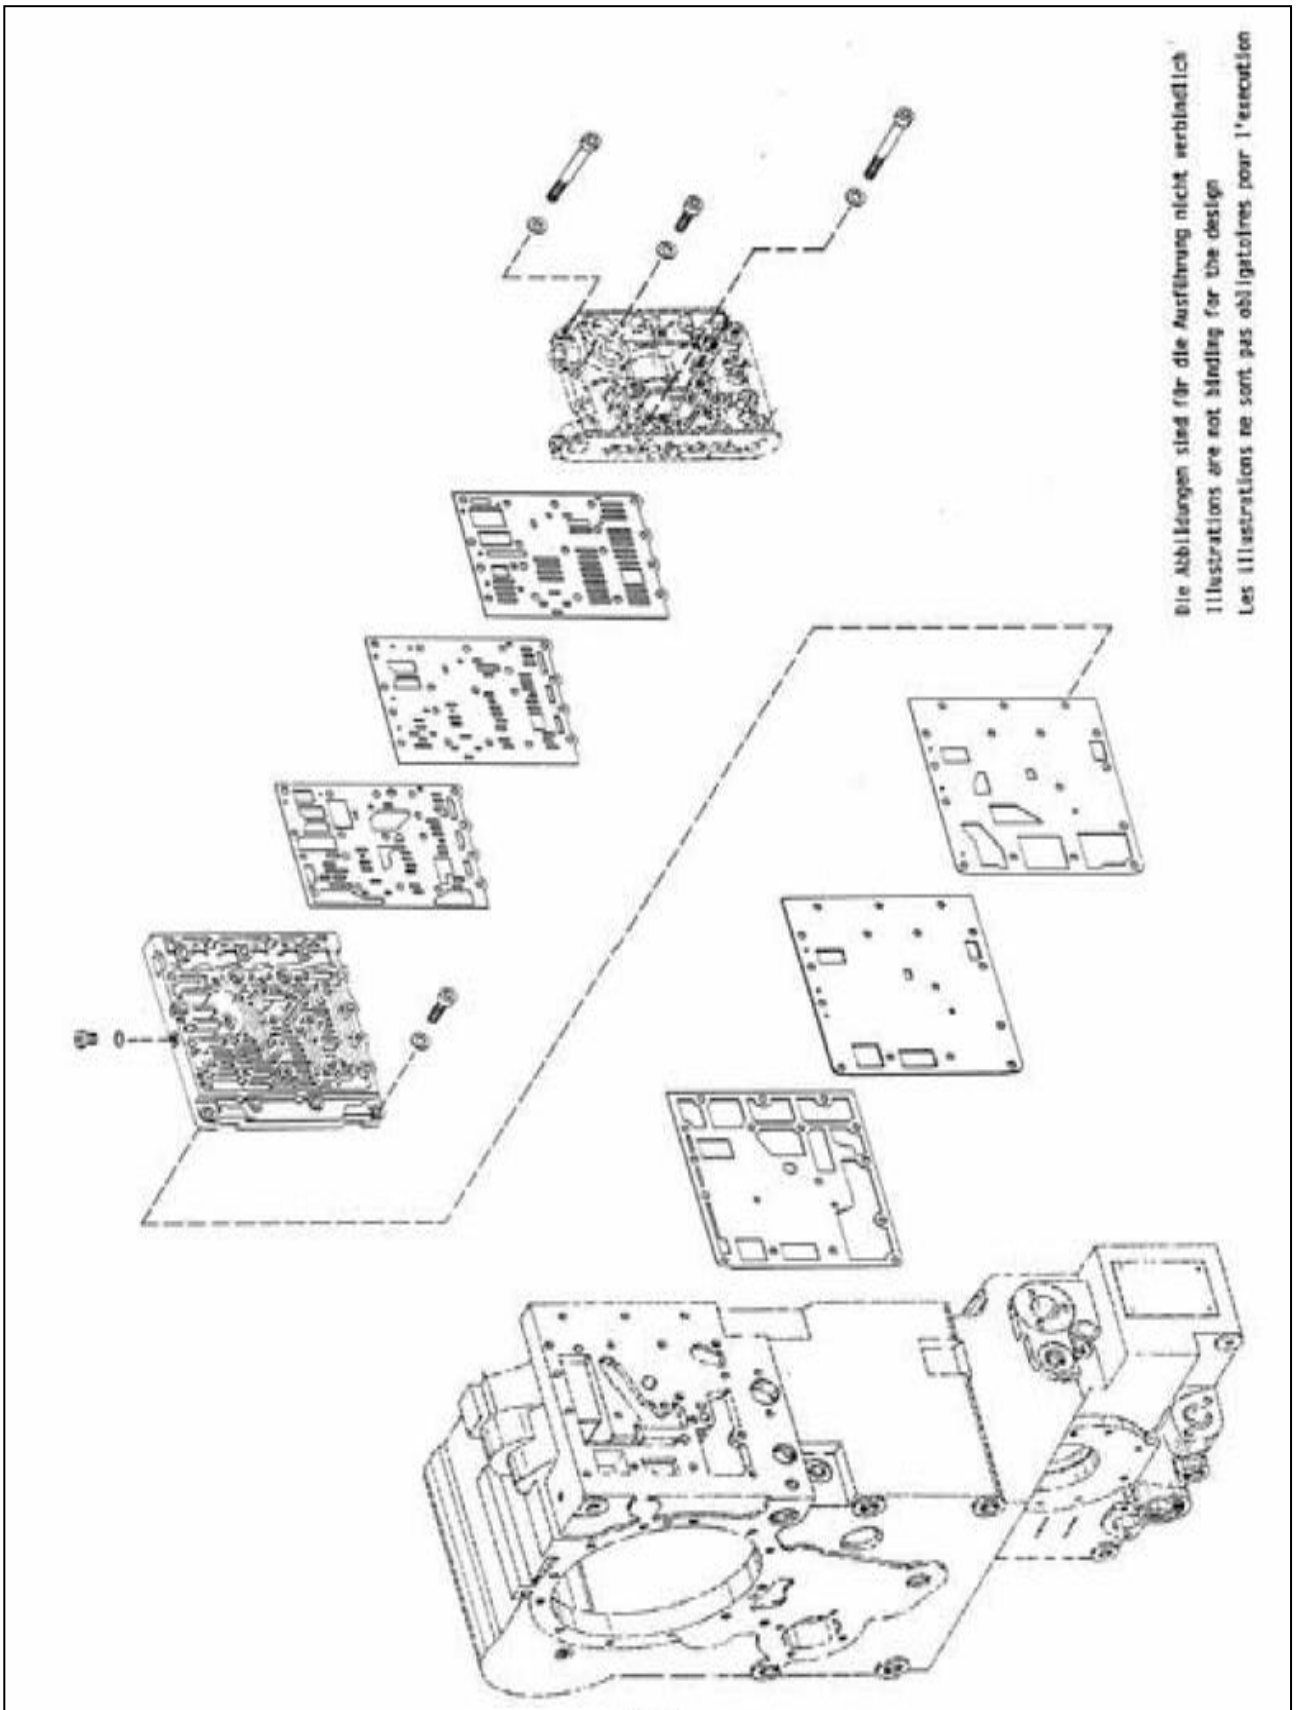 Die Abbildungen sind für die Ausführung nicht verbindlich
Illustrations are not binding for the design
Les illustrations ne sont pas obligatoires pour l'execution